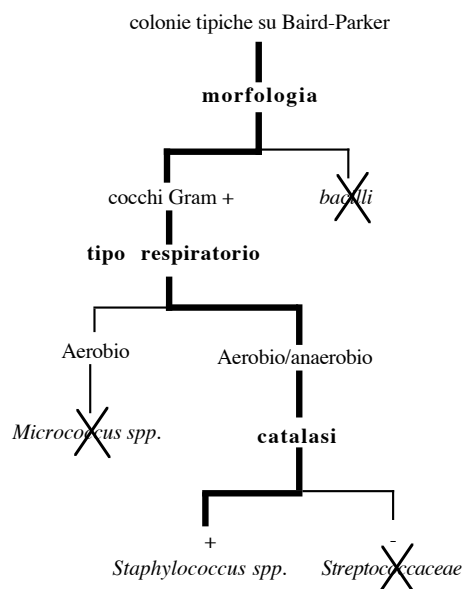 colonie tipiche su Baird-Parker
morfologia
cocchi Gram +
bacilli
tipo respiratorio
Aerobio
Aerobio/anaerobio
Micrococcus spp.
catalasi
+
-
Staphylococcus spp.
Streptococcaceae